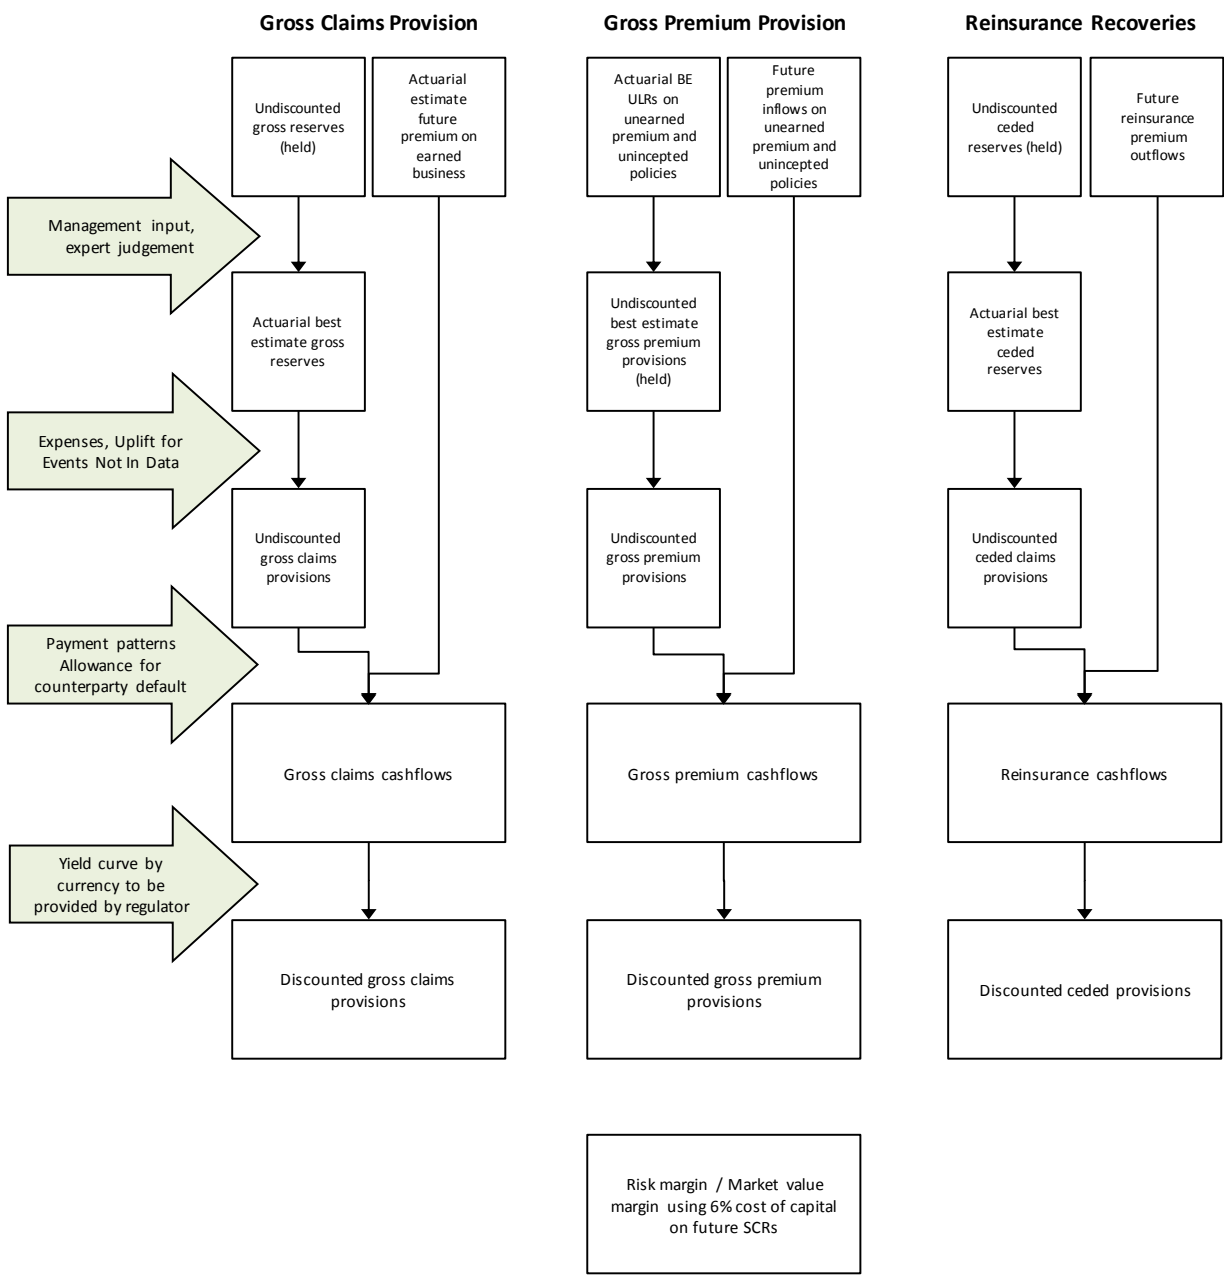 Gross Claims Provision
Gross Premium Provision
Reinsurance Recoveries
Undiscounted
gross reserves
(held)
Actuarial
estimate
future
premium on
earned
business
Actuarial BE
ULRs on
unearned
premium and
unincepted
policies
Future
premium
inflows on
unearned
premium and
unincepted
policies
Undiscounted
ceded
reserves (held)
Future
reinsurance
premium
outflows
Management input,
expert judgement
Actuarial best
estimate gross
reserves
Undiscounted
best estimate
gross premium
provisions
(held)
Actuarial best
estimate
ceded
reserves
Expenses, Uplift for
Events Not In Data
Undiscounted
gross claims
provisions
Undiscounted
gross premium
provisions
Undiscounted
ceded claims
provisions
Payment patterns
Allowance for
counterparty default
Gross claims cashflows
Gross premium cashflows
Reinsurance cashflows
Yield curve by
currency to be
provided by regulator
Discounted gross claims
provisions
Discounted gross premium
provisions
Discounted ceded provisions
Risk margin / Market value
margin using 6% cost of capital
on future SCRs